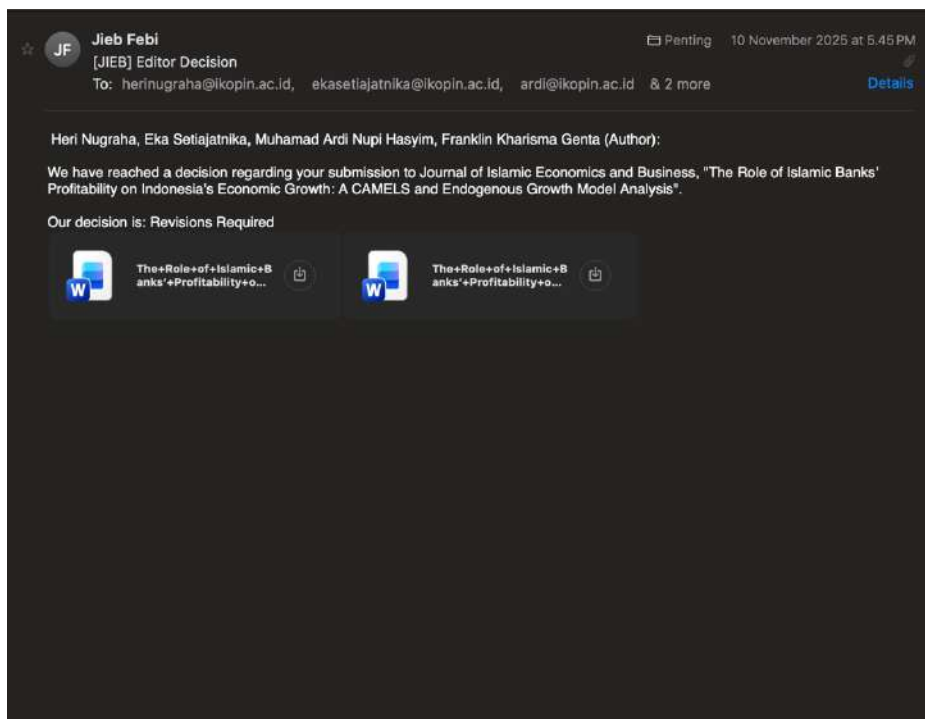 JF
Jieb Febi
Penting 10 November 2025 at 5.45 PM
[JIEB] Editor Decision
To: herinugraha@ikopin.ac.id, ekasetiajatnika@ikopin.ac.id, ardi@ikopin.ac.id & 2 more Details
Heri Nugraha, Eka Setiajatnika, Muhamad Ardi Nupi Hasyim, Franklin Kharisma Genta (Author):
We have reached a decision regarding your submission to Journal of Islamic Economics and Business, "The Role of Islamic Banks'
Profitability on Indonesia's Economic Growth: A CAMELS and Endogenous Growth Model Analysis".
Our decision is: Revisions Required
W
The+Role+of+Islamic+B
anks'+Profitability+o...
W
The+Role+of+Islamic+B
anks'+Profitability+o...